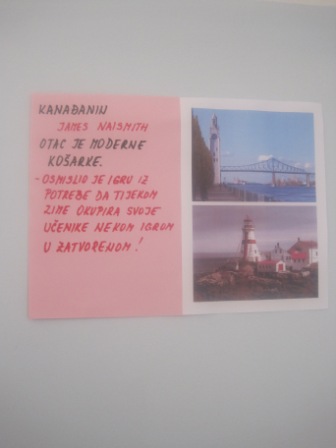 KANAĐANIN
JAMES NAISMITH
OTAC JE MODERNE
KOŠARKE.
- OSMISLIO JE IGRU IZ
POTREBE DA TIJEKOM
ZIME OKUPIRA SVOJE
UČENIKE NEKOM IGROM
U ZATVORENOM!